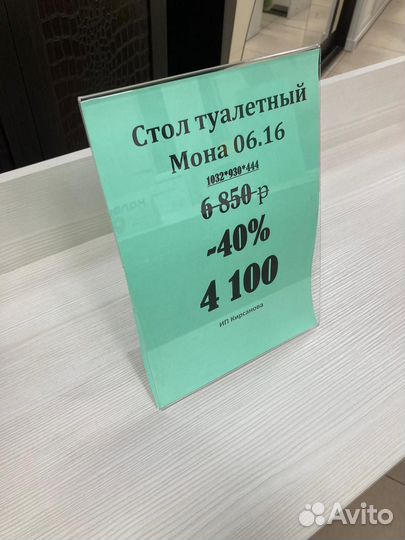 Стол туалетный
Мона 06.16
1032*930*444
6 850 р
-40%
4 100
ИП Кирсанова
Avito